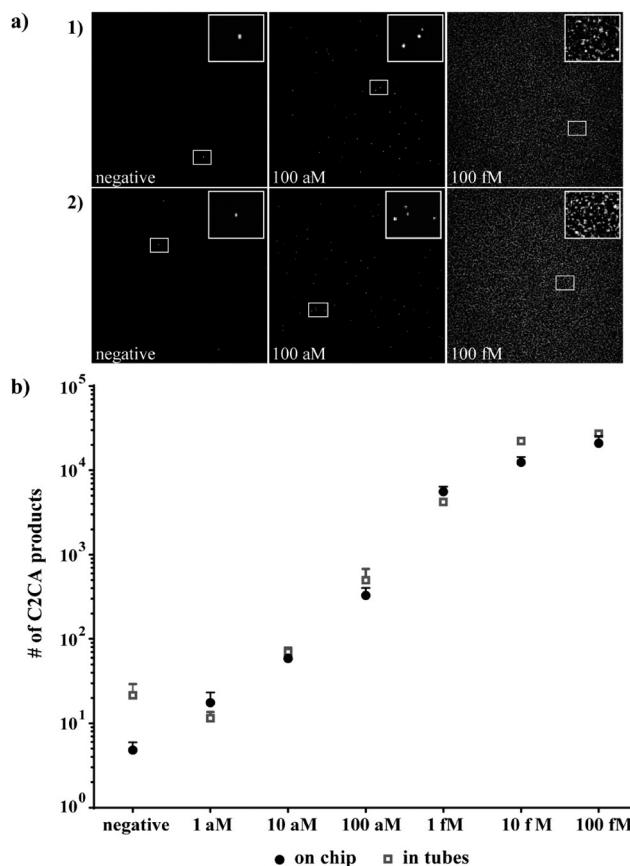 a)
1)
negative
100 aM
100 fM
2)
negative
100 aM
100 fM
b)
# of C2CA products
10⁵
10⁴
10³
10²
10¹
10⁰
negative 1 aM 10 aM 100 aM 1 fM 10 fM 100 fM
● on chip □ in tubes